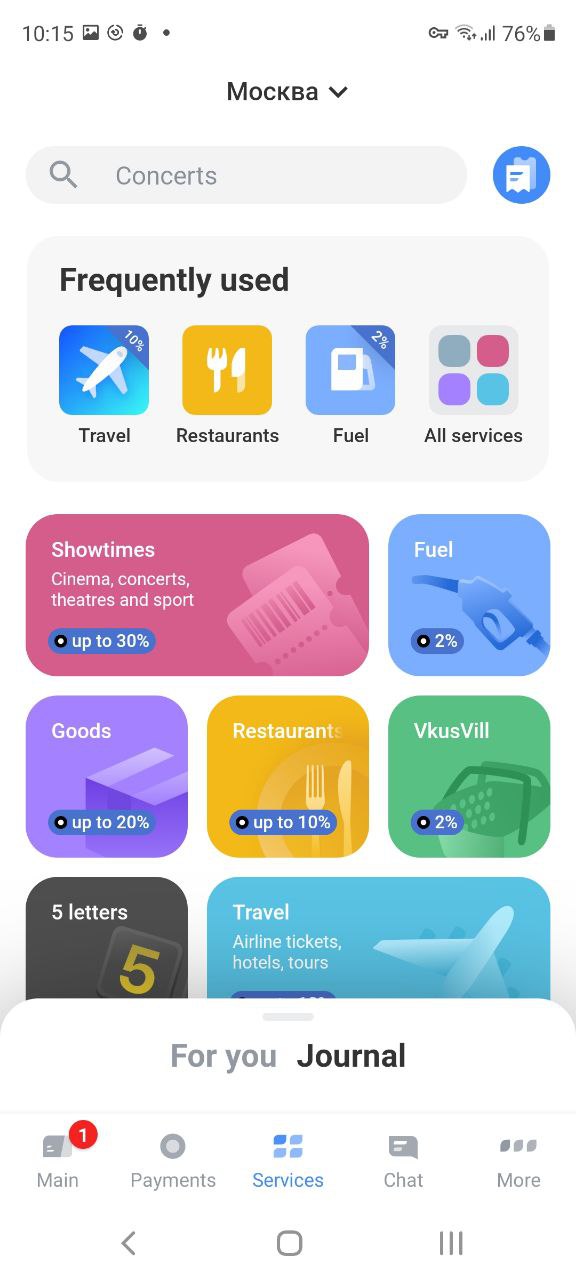 10:15
76%
Москва
Concerts
Frequently used
10%
2%
Travel
Restaurants
Fuel
All services
Showtimes
Cinema, concerts,
theatres and sport
up to 30%
Fuel
2%
Goods
up to 20%
Restaurants
up to 10%
VkusVill
2%
5 letters
5
Travel
Airline tickets,
hotels, tours
For you
Journal
1
Main
Payments
Services
Chat
More